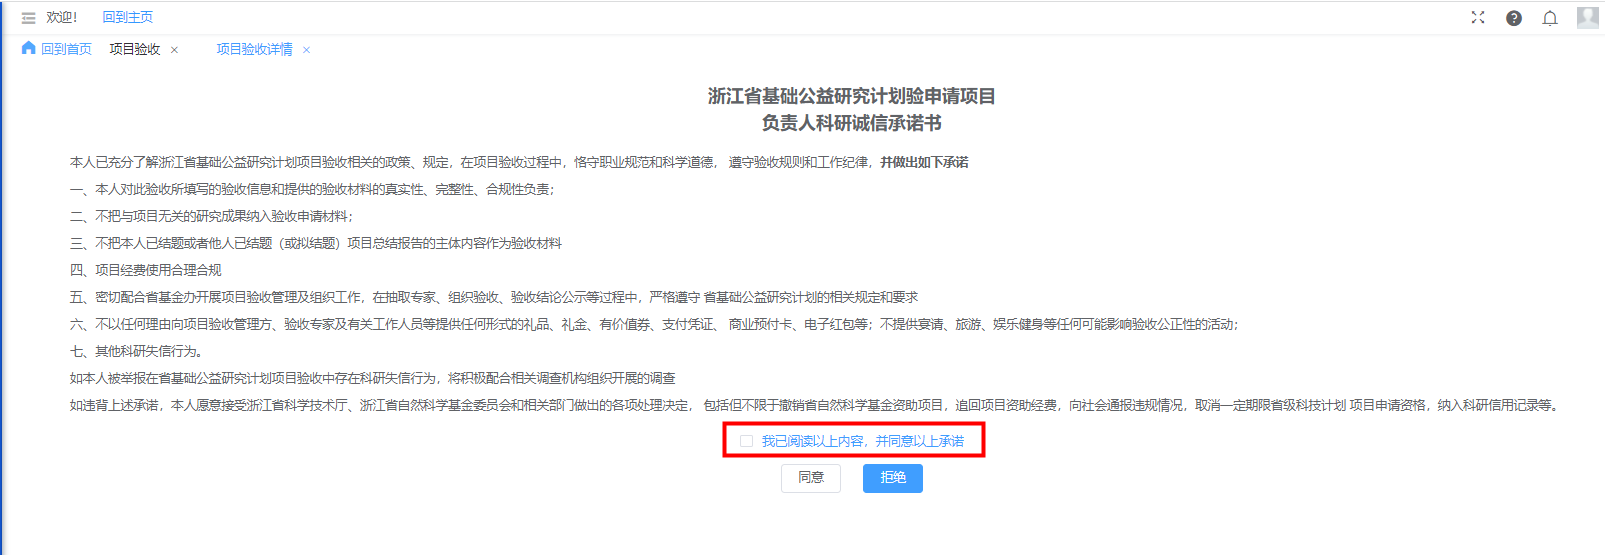 欢迎! 回到主页
回到首页 项目验收 × 项目验收详情 ×
浙江省基础公益研究计划验申请项目
负责人科研诚信承诺书
本人已充分了解浙江省基础公益研究计划项目验收相关的政策、规定，在项目验收过程中，恪守职业规范和科学道德， 遵守验收规则和工作纪律，并做出如下承诺
一、本人对此验收所填写的验收信息和提供的验收材料的真实性、完整性、合规性负责；
二、不把与项目无关的研究成果纳入验收申请材料；
三、不把本人已结题或者他人已结题（或拟结题）项目总结报告的主体内容作为验收材料
四、项目经费使用合理合规
五、密切配合省基金办开展项目验收管理及组织工作，在抽取专家、组织验收、验收结论公示等过程中，严格遵守 省基础公益研究计划的相关规定和要求
六、不以任何理由向项目验收管理方、验收专家及有关工作人员等提供任何形式的礼品、礼金、有价值券、支付凭证、 商业预付卡、电子红包等；不提供宴请、旅游、娱乐健身等任何可能影响验收公正性的活动；
七、其他科研失信行为。
如本人被举报在省基础公益研究计划项目验收中存在科研失信行为，将积极配合相关调查机构组织开展的调查
如违背上述承诺，本人愿意接受浙江省科学技术厅、浙江省自然科学基金委员会和相关部门做出的各项处理决定， 包括但不限于撤销省自然科学基金资助项目，追回项目资助经费，向社会通报违规情况，取消一定期限省级科技计划 项目申请资格，纳入科研信用记录等。
我已阅读以上内容，并同意以上承诺
同意 拒绝